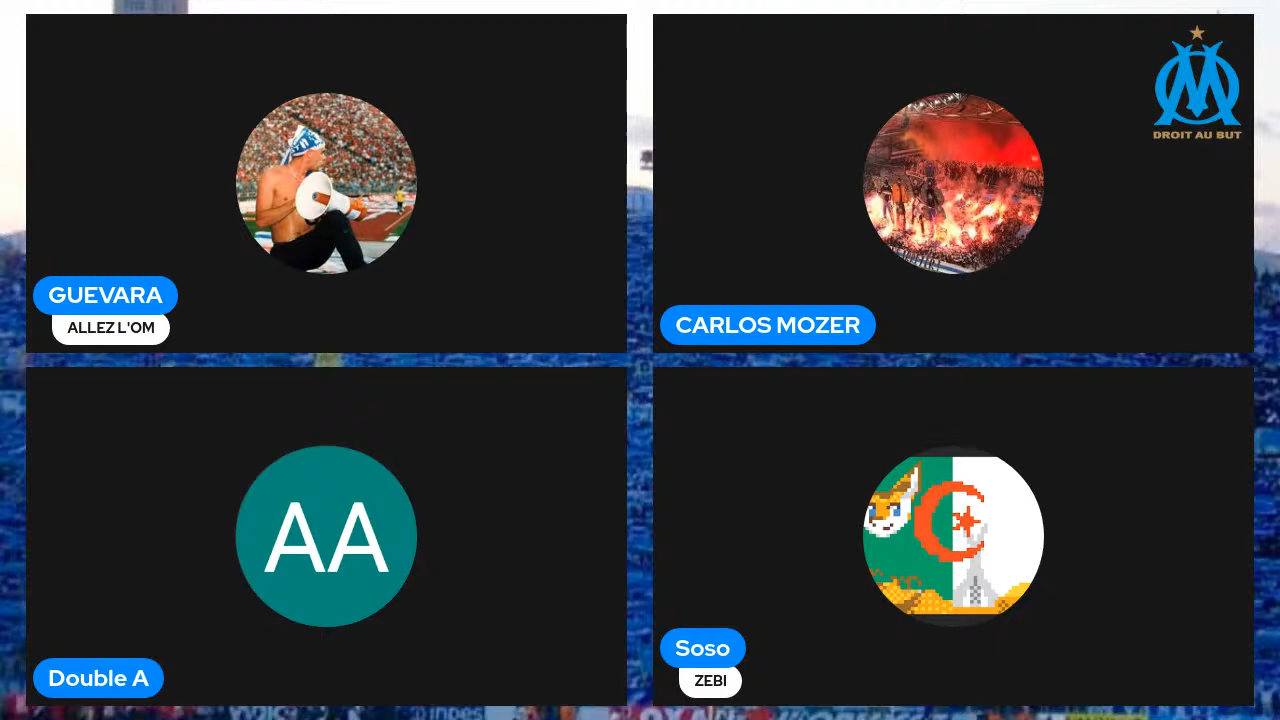 DROIT AU BUT
GUEVARA
ALLEZ L'OM
CARLOS MOZER
AA
Double A
Soso
ZEBI